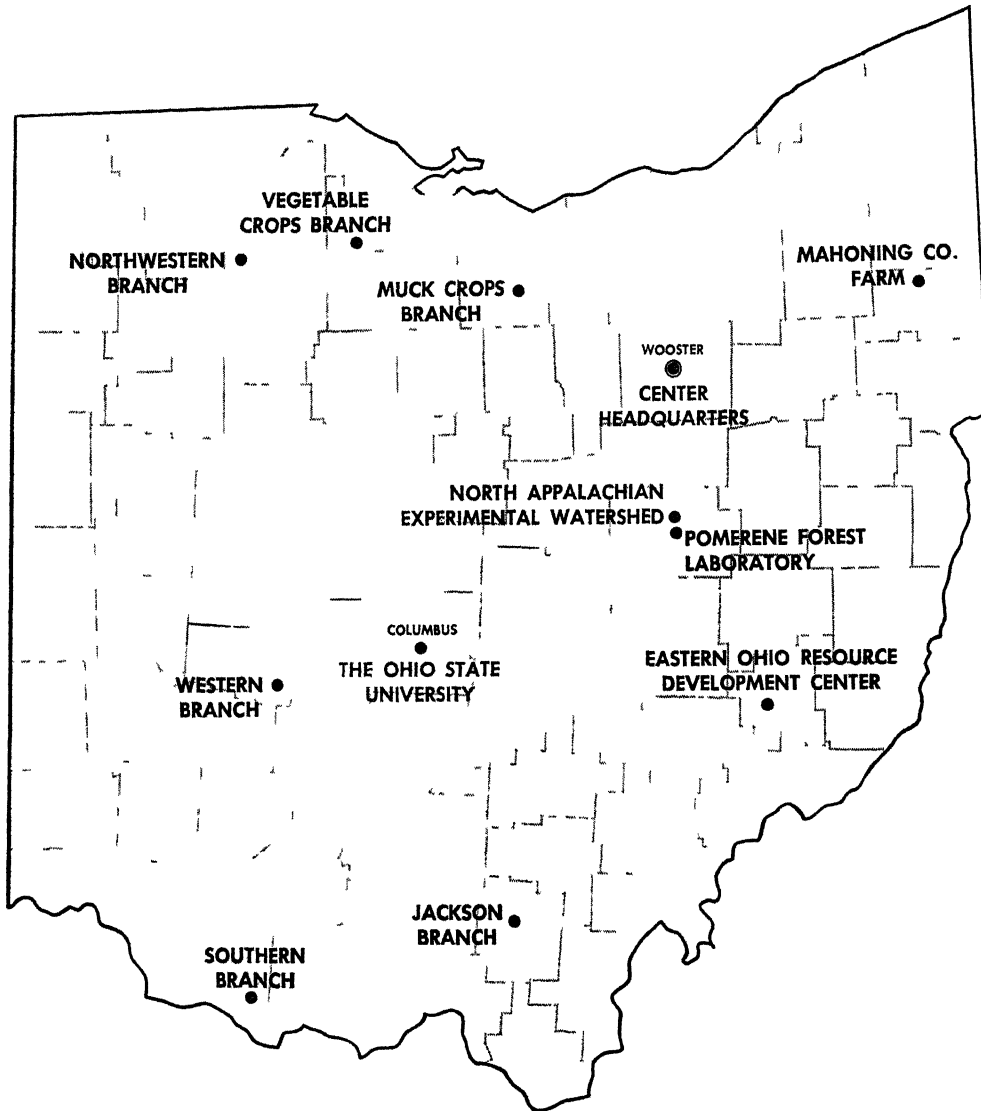 VEGETABLE
CROPS BRANCH
NORTHWESTERN
BRANCH
MAHONING CO.
FARM
MUCK CROPS
BRANCH
WOOSTER
CENTER
HEADQUARTERS
NORTH APPALACHIAN
EXPERIMENTAL WATERSHED
POMERENE FOREST
LABORATORY
COLUMBUS
THE OHIO STATE
UNIVERSITY
EASTERN OHIO RESOURCE
DEVELOPMENT CENTER
WESTERN
BRANCH
JACKSON
BRANCH
SOUTHERN
BRANCH